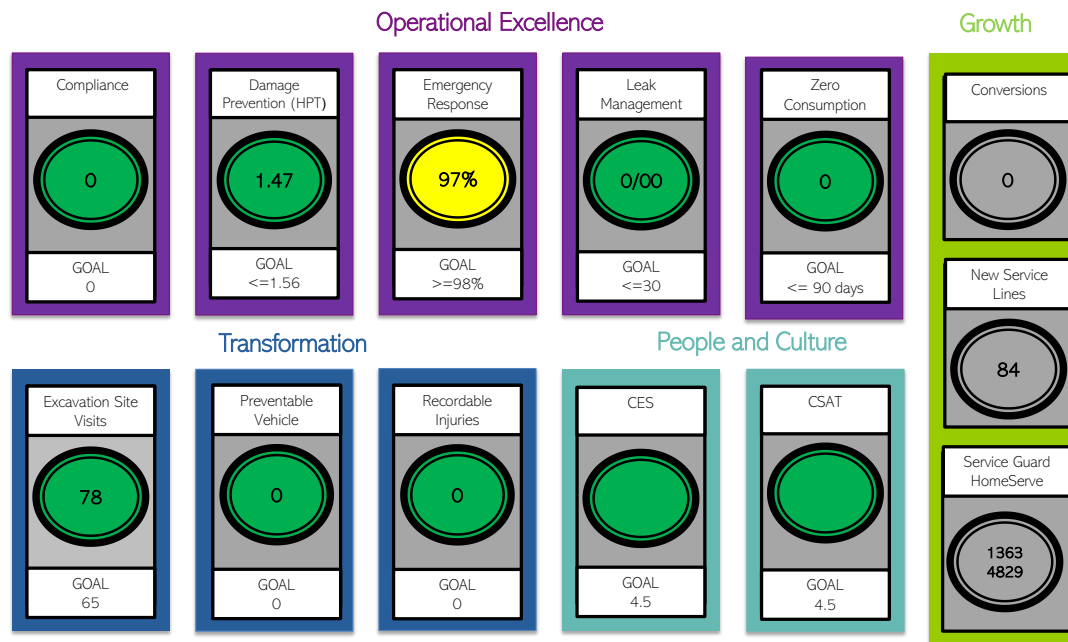 Operational Excellence
Growth
Compliance
0
GOAL
0
Damage
Prevention (HPT)
1.47
GOAL
<=1.56
Emergency
Response
97%
GOAL
>=98%
Leak
Management
0/00
GOAL
<=30
Zero
Consumption
0
GOAL
<= 90 days
Conversions
0
New Service
Lines
84
Service Guard
HomeServe
1363
4829
Transformation
People and Culture
Excavation Site
Visits
78
GOAL
65
Preventable
Vehicle
0
GOAL
0
Recordable
Injuries
0
GOAL
0
CES
GOAL
4.5
CSAT
GOAL
4.5